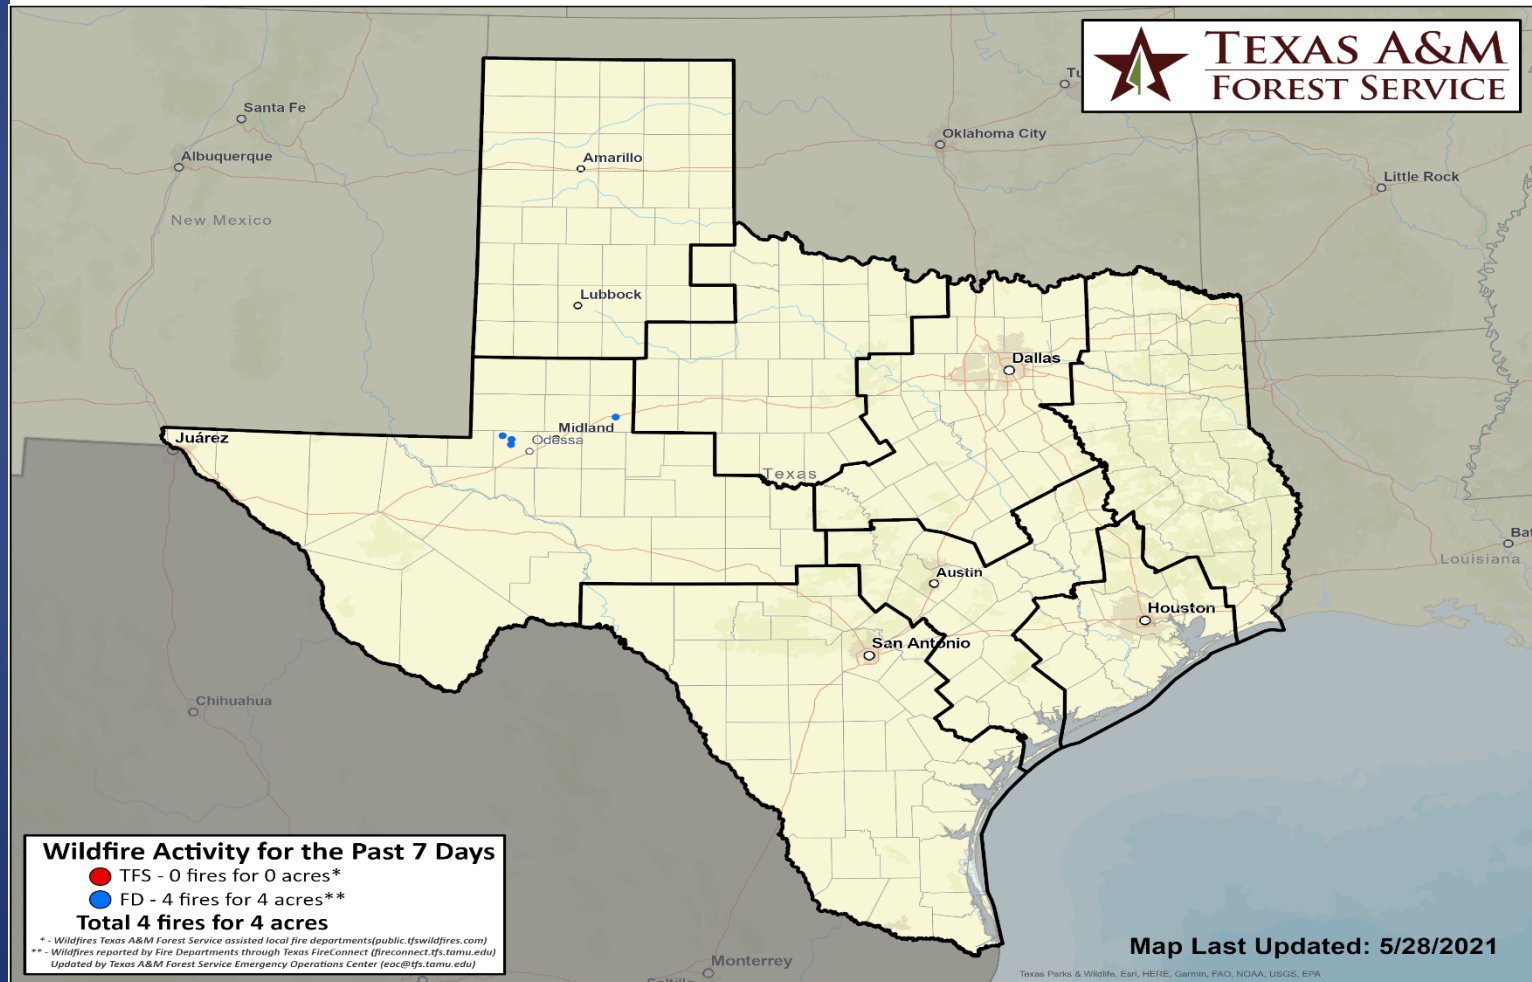 TEXAS A&M
FOREST SERVICE
Santa Fe
Oklahoma City
Albuquerque
Amarillo
Little Rock
New Mexico
Lubbock
Dallas
Midland
Juárez
Odessa
Texas
Louisiana
Austin
Houston
San Antonio
Chihuahua
Wildfire Activity for the Past 7 Days
TFS - 0 fires for 0 acres*
FD - 4 fires for 4 acres**
Total 4 fires for 4 acres
* - Wildfires Texas A&M Forest Service assisted local fire departments(public.tfswildfires.com)
** - Wildfires reported by Fire Departments through Texas FireConnect (fireconnect.tfs.tamu.edu)
Updated by Texas A&M Forest Service Emergency Operations Center (eoc@tfs.tamu.edu)
Map Last Updated: 5/28/2021
Monterrey
Texas Parks & Wildlife, Esri, HERE, Garmin, FAO, NOAA, USGS, EPA